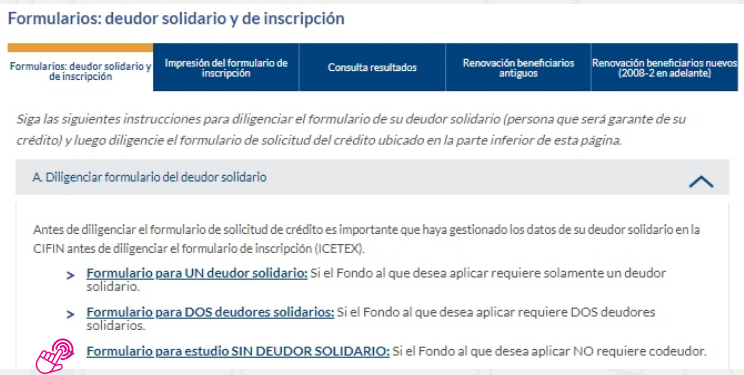 Formularios: deudor solidario y de inscripción
Formularios: deudor solidario y
de inscripción
Impresión del formulario de
inscripción
Consulta resultados
Renovación beneficiarios
antiguos
Renovación beneficiarios nuevos
(2008-2 en adelante)
Siga las siguientes instrucciones para diligenciar el formulario de su deudor solidario (persona que será garante de su
crédito) y luego diligencie el formulario de solicitud del crédito ubicado en la parte inferior de esta página.
A. Diligenciar formulario del deudor solidario
Antes de diligenciar el formulario de solicitud de crédito es importante que haya gestionado los datos de su deudor solidario en la
CIFIN antes de diligenciar el formulario de inscripción (ICETEX).
> Formulario para UN deudor solidario: Si el Fondo al que desea aplicar requiere solamente un deudor
solidario.
> Formulario para DOS deudores solidarios: Si el Fondo al que desea aplicar requiere DOS deudores
solidarios.
Formulario para estudio SIN DEUDOR SOLIDARIO: Si el Fondo al que desea aplicar NO requiere codeudor.